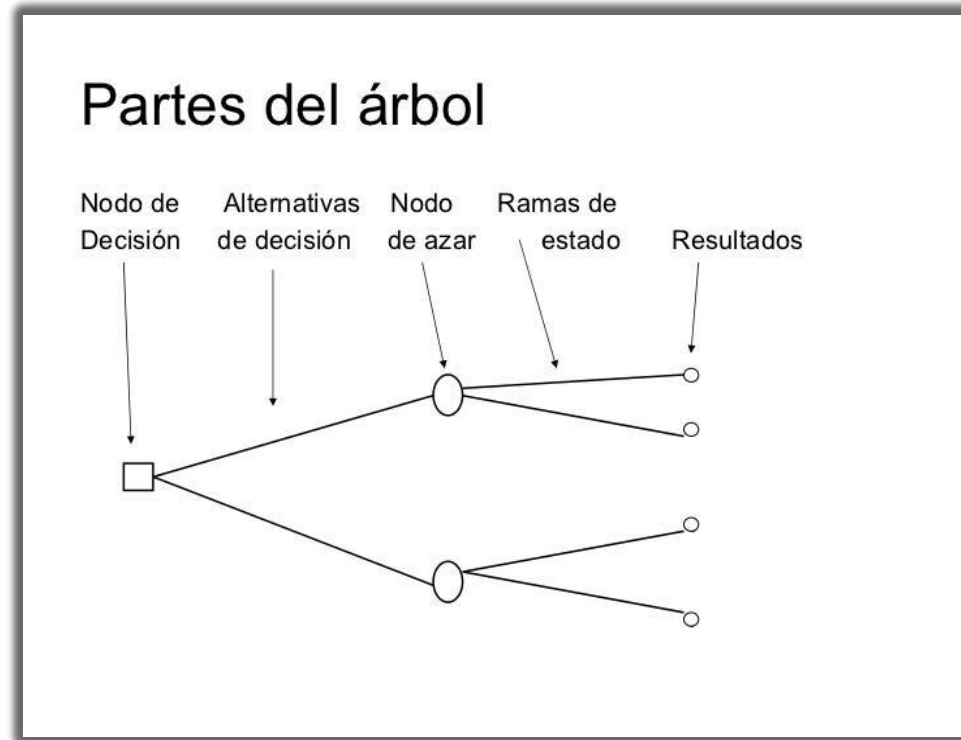 Partes del árbol
Nodo de Alternativas Nodo Ramas de
Decisión de decisión de azar estado Resultados